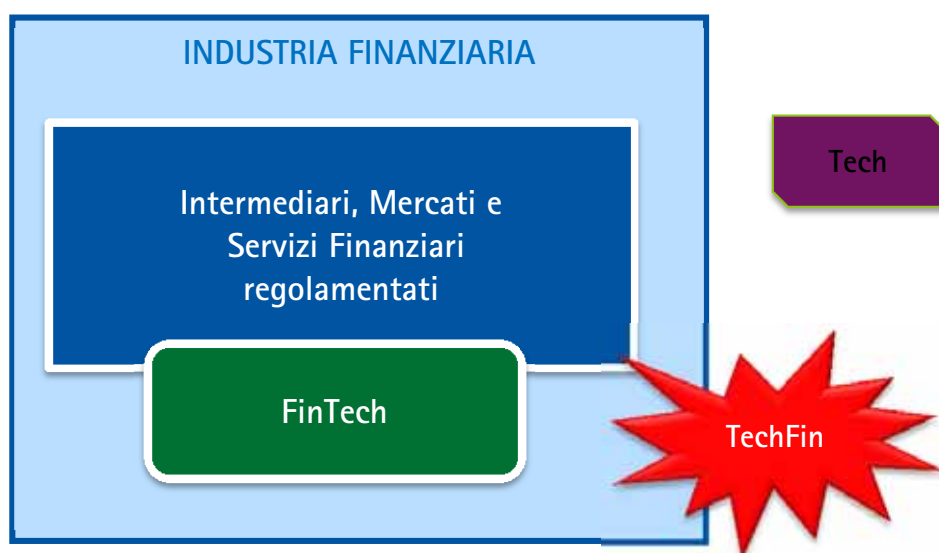 INDUSTRIA FINANZIARIA
Tech
Intermediari, Mercati e
Servizi Finanziari
regolamentati
FinTech
TechFin